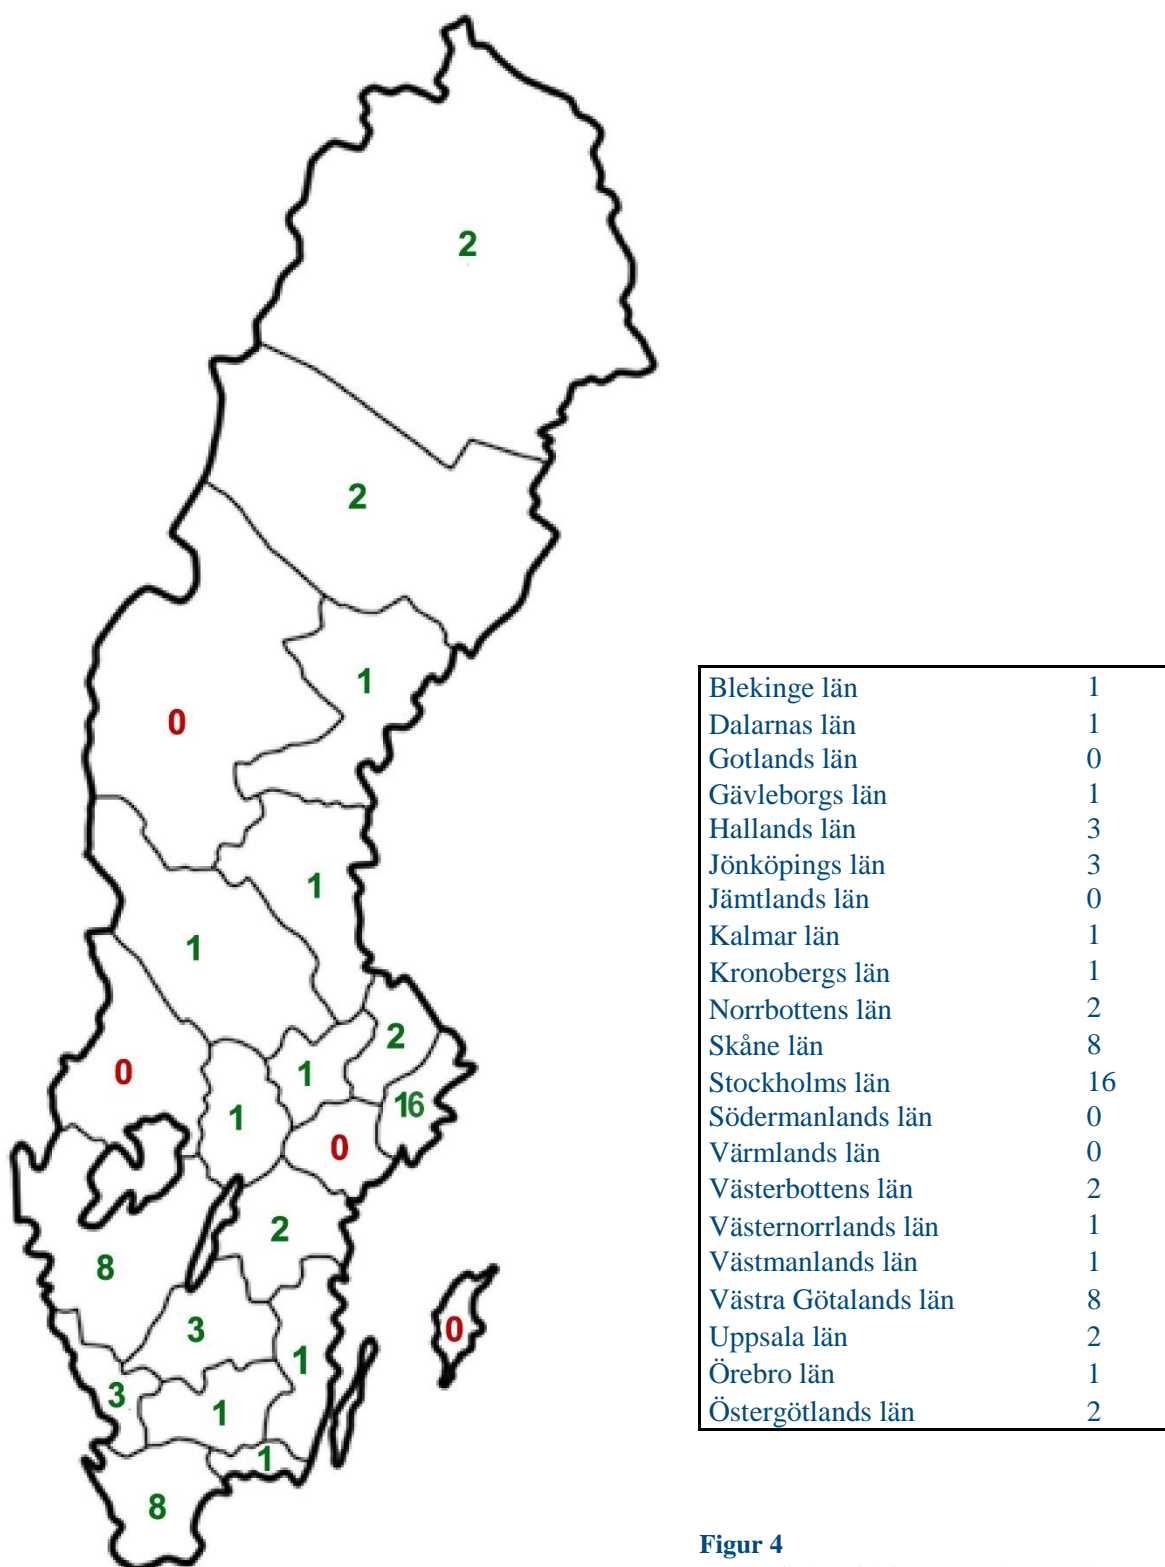 2
2
1
0
1
1
2
0
1
16
1
0
2
8
3
0
1
3
1
1
8
Blekinge län 1
Dalarnas län 1
Gotlands län 0
Gävleborgs län 1
Hallands län 3
Jönköpings län 3
Jämtlands län 0
Kalmar län 1
Kronobergs län 1
Norrbottens län 2
Skåne län 8
Stockholms län 16
Södermanlands län 0
Värmlands län 0
Västerbottens län 2
Västernorrlands län 1
Västmanlands län 1
Västra Götalands län 8
Uppsala län 2
Örebro län 1
Östergötlands län 2
Figur 4